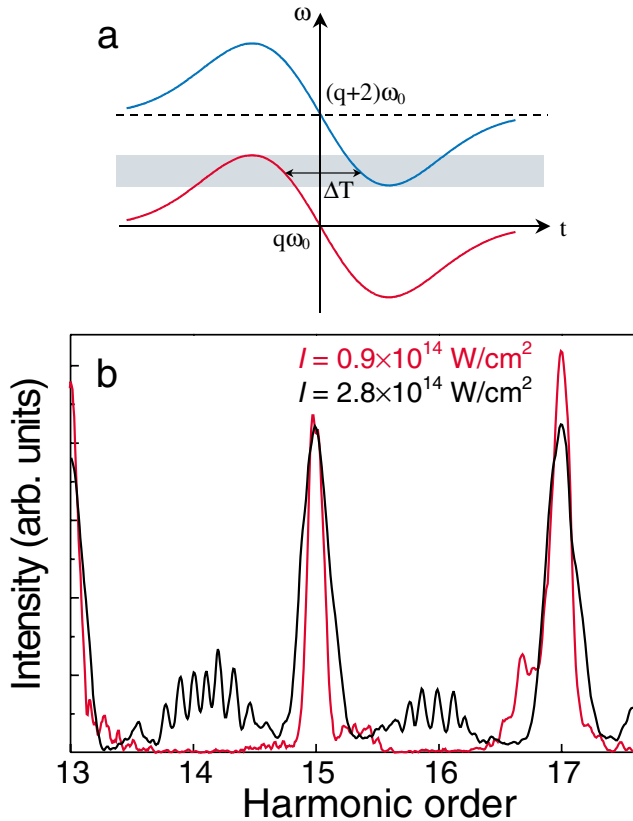 a
ω
(q+2)ω₀
ΔT
qω₀
t
b
I = 0.9×10¹⁴ W/cm²
I = 2.8×10¹⁴ W/cm²
Intensity (arb. units)
13 14 15 16 17
Harmonic order